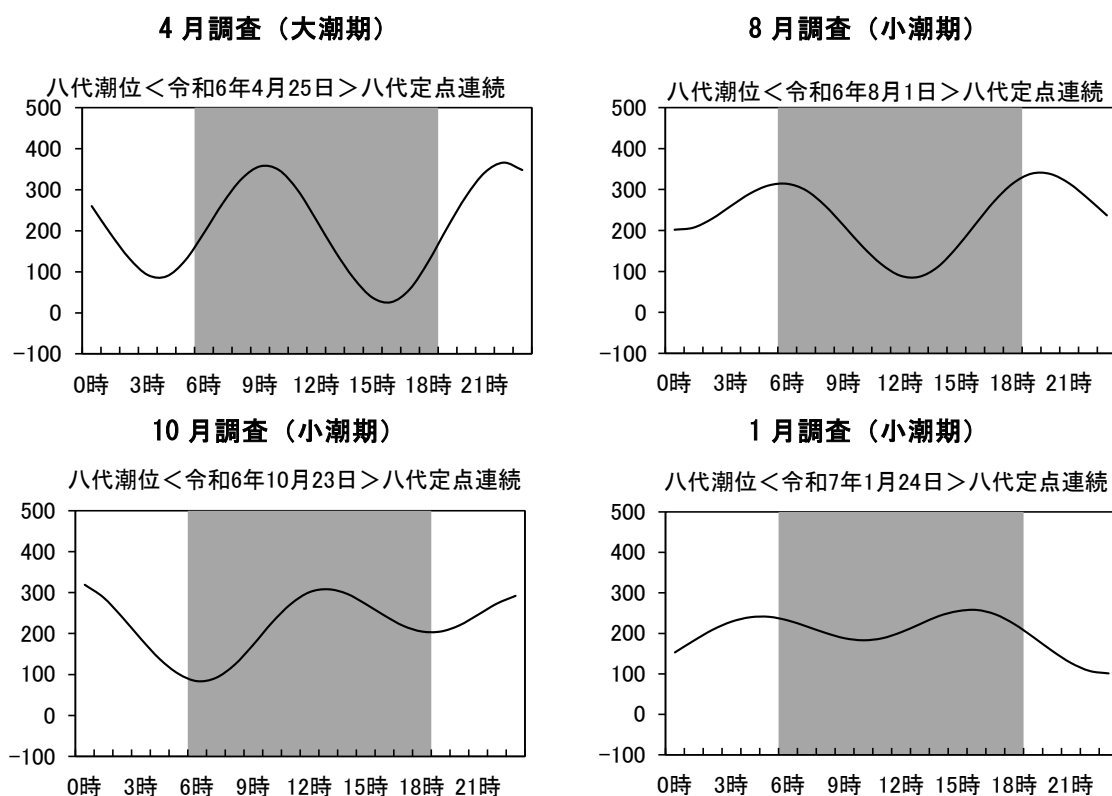 4月調査（大潮期）
八代潮位＜令和6年4月25日＞八代定点連続
500
400
300
200
100
0
-100
0時 3時 6時 9時 12時 15時 18時 21時
8月調査（小潮期）
八代潮位＜令和6年8月1日＞八代定点連続
500
400
300
200
100
0
-100
0時 3時 6時 9時 12時 15時 18時 21時
10月調査（小潮期）
八代潮位＜令和6年10月23日＞八代定点連続
500
400
300
200
100
0
-100
0時 3時 6時 9時 12時 15時 18時 21時
1月調査（小潮期）
八代潮位＜令和7年1月24日＞八代定点連続
500
400
300
200
100
0
-100
0時 3時 6時 9時 12時 15時 18時 21時